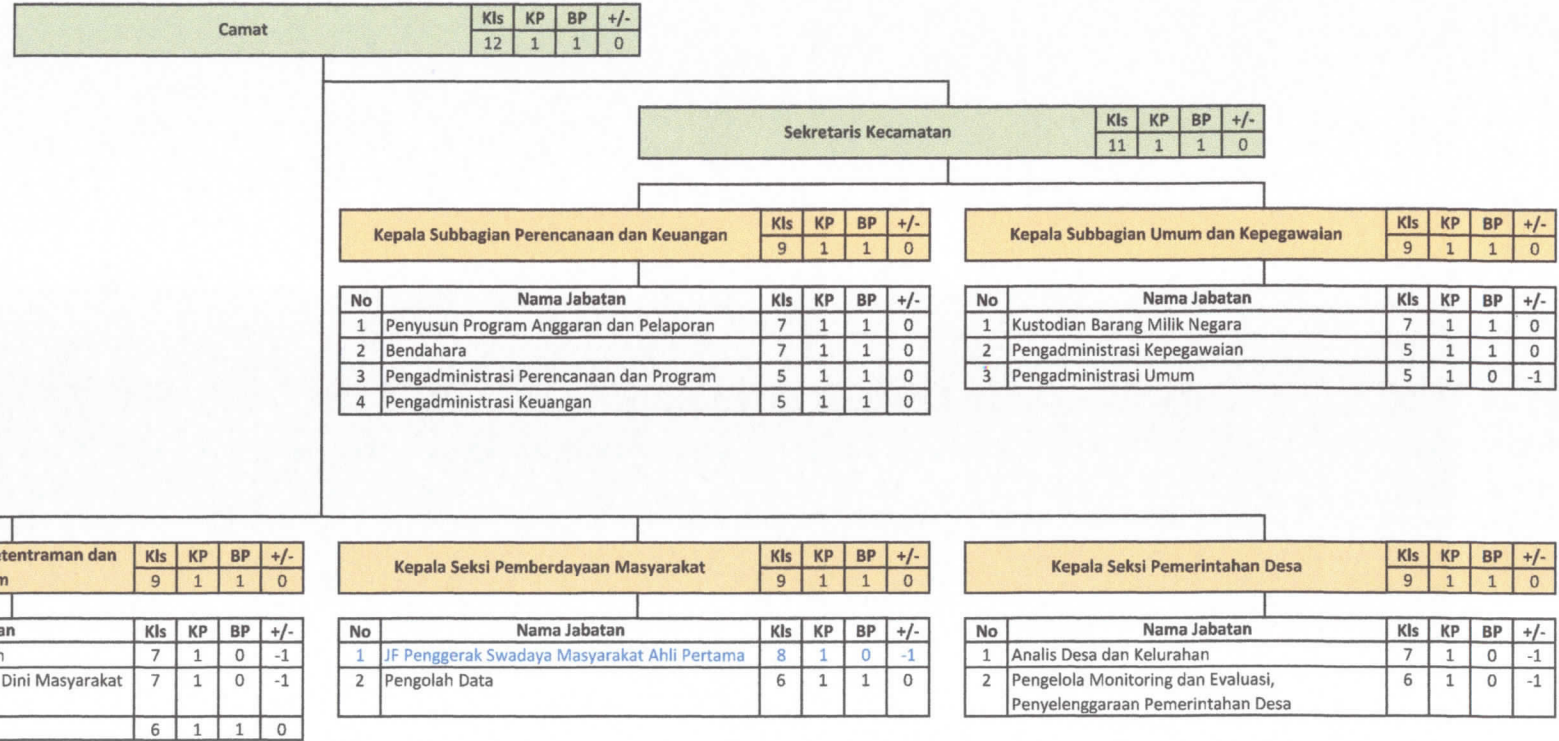 Camat Kls KP BP +/-
12 1 1 0
Sekretaris Kecamatan Kls KP BP +/-
11 1 1 0
Kepala Subbagian Perencanaan dan Keuangan Kls KP BP +/-
9 1 1 0
No Nama Jabatan Kls KP BP +/-
1 Penyusun Program Anggaran dan Pelaporan 7 1 1 0
2 Bendahara 7 1 1 0
3 Pengadministrasi Perencanaan dan Program 5 1 1 0
4 Pengadministrasi Keuangan 5 1 1 0
Kepala Subbagian Umum dan Kepegawaian Kls KP BP +/-
9 1 1 0
No Nama Jabatan Kls KP BP +/-
1 Kustodian Barang Milik Negara 7 1 1 0
2 Pengadministrasi Kepegawaian 5 1 1 0
3 Pengadministrasi Umum 5 1 0 -1
tentraman dan Kls KP BP +/-
m 9 1 1 0
an Kls KP BP +/-
7 1 0 -1
Dini Masyarakat 7 1 0 -1
6 1 1 0
Kepala Seksi Pemberdayaan Masyarakat Kls KP BP +/-
9 1 1 0
No Nama Jabatan Kls KP BP +/-
1 JF Penggerak Swadaya Masyarakat Ahli Pertama 8 1 0 -1
2 Pengolah Data 6 1 1 0
Kepala Seksi Pemerintahan Desa Kls KP BP +/-
9 1 1 0
No Nama Jabatan Kls KP BP +/-
1 Analis Desa dan Kelurahan 7 1 0 -1
2 Pengelola Monitoring dan Evaluasi, 6 1 0 -1
Penyelenggaraan Pemerintahan Desa